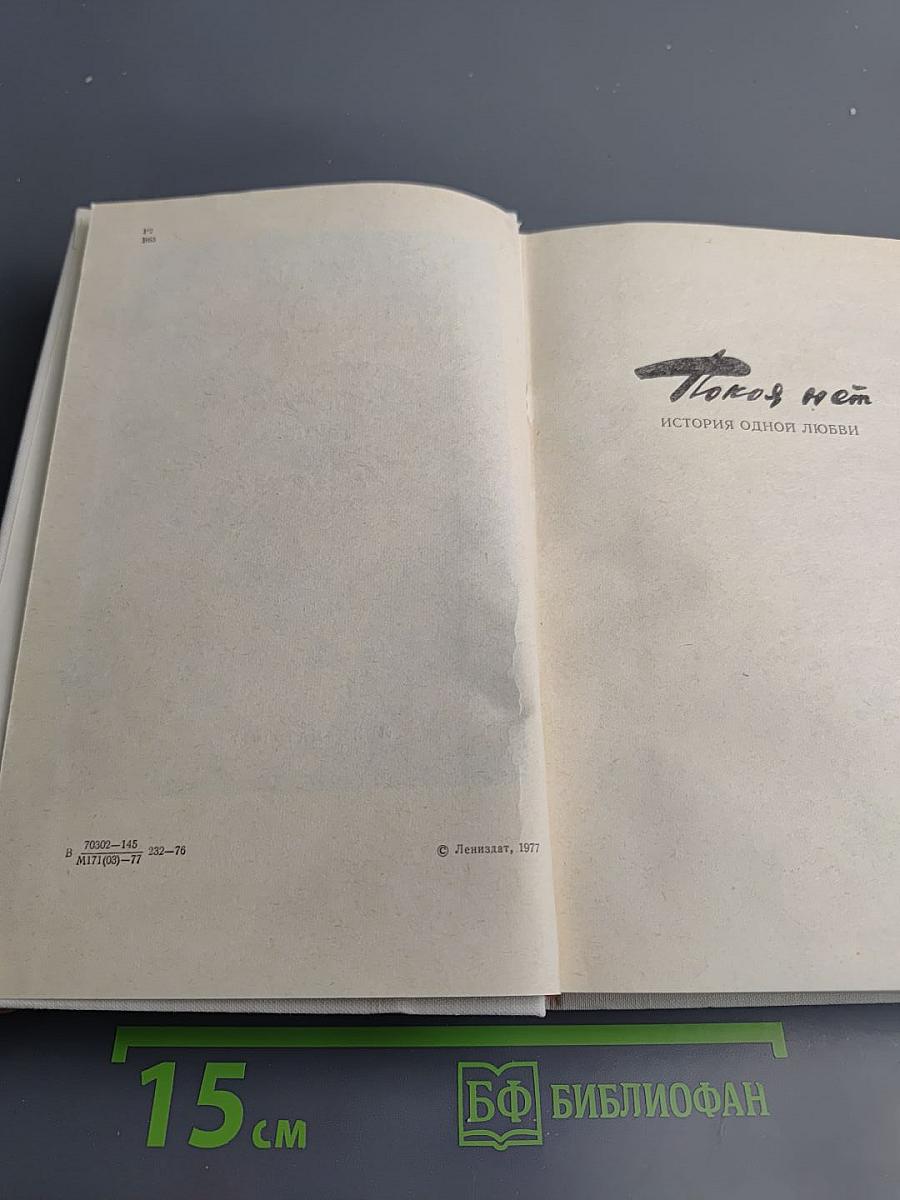 Р2
В63
Покоя нет
ИСТОРИЯ ОДНОЙ ЛЮБВИ
В 70302—145 232—76
М171(03)—77
© Лениздат, 1977
15 см
БФ БИБЛИОФАН